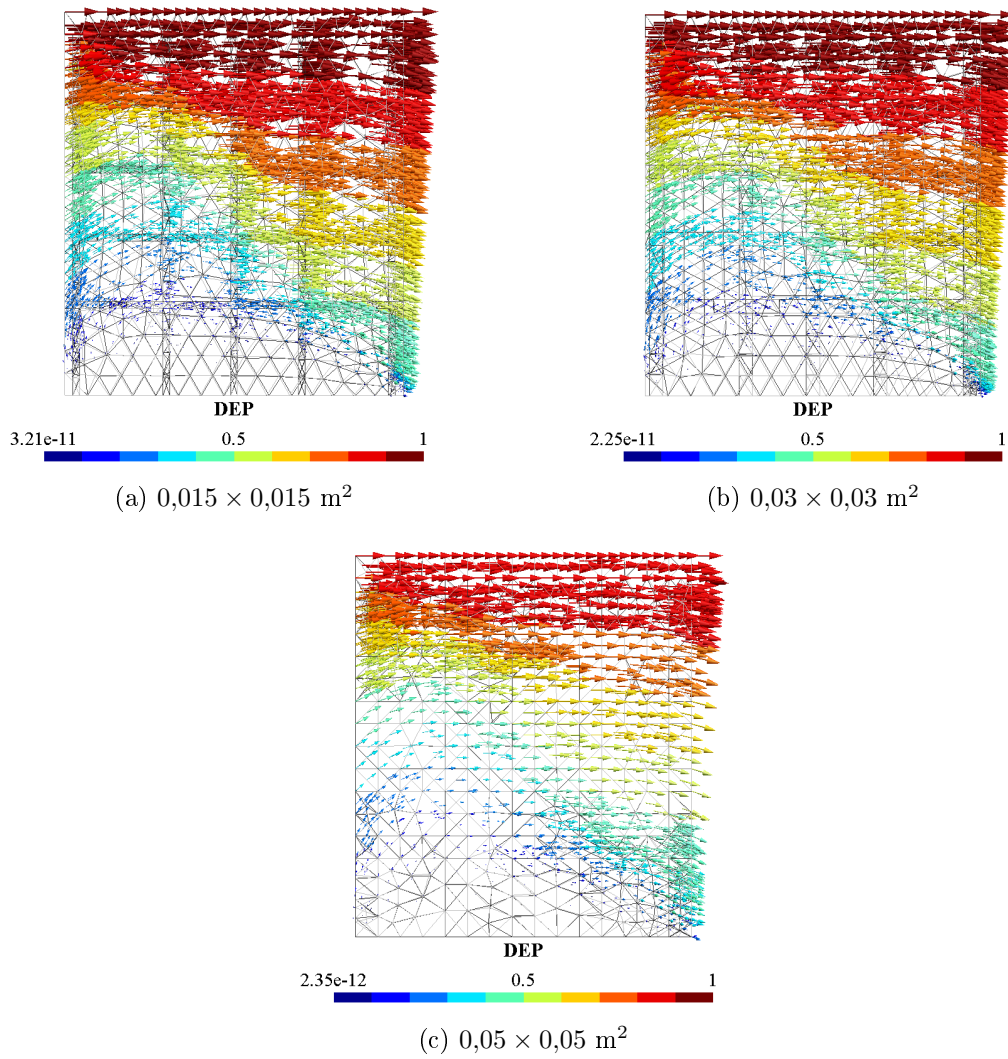 DEP
3.21e-11 0.5 1
(a) 0,015 × 0,015 m²
DEP
2.25e-11 0.5 1
(b) 0,03 × 0,03 m²
DEP
2.35e-12 0.5 1
(c) 0,05 × 0,05 m²